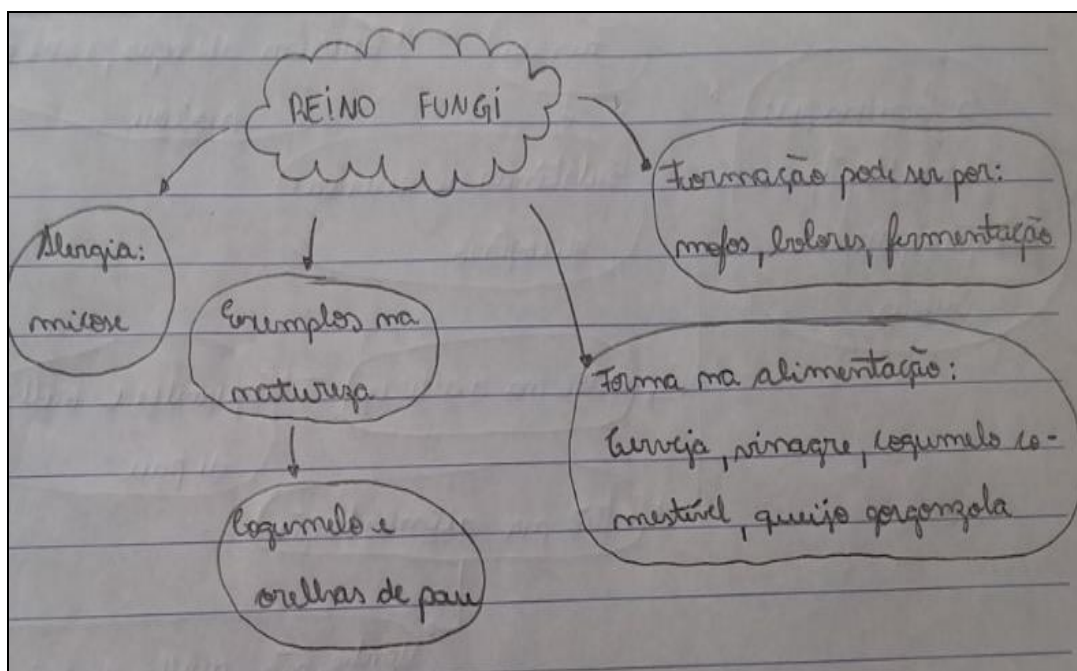 REINO FUNGI
Alergia:
micose
Exemplos na
natureza
Cogumelo e
orelhas de pau
Formação pode ser por:
mofos, bolores, fermentação
Forma na alimentação:
Cerveja, vinagre, cogumelo co-
mestível, queijo gorgonzola